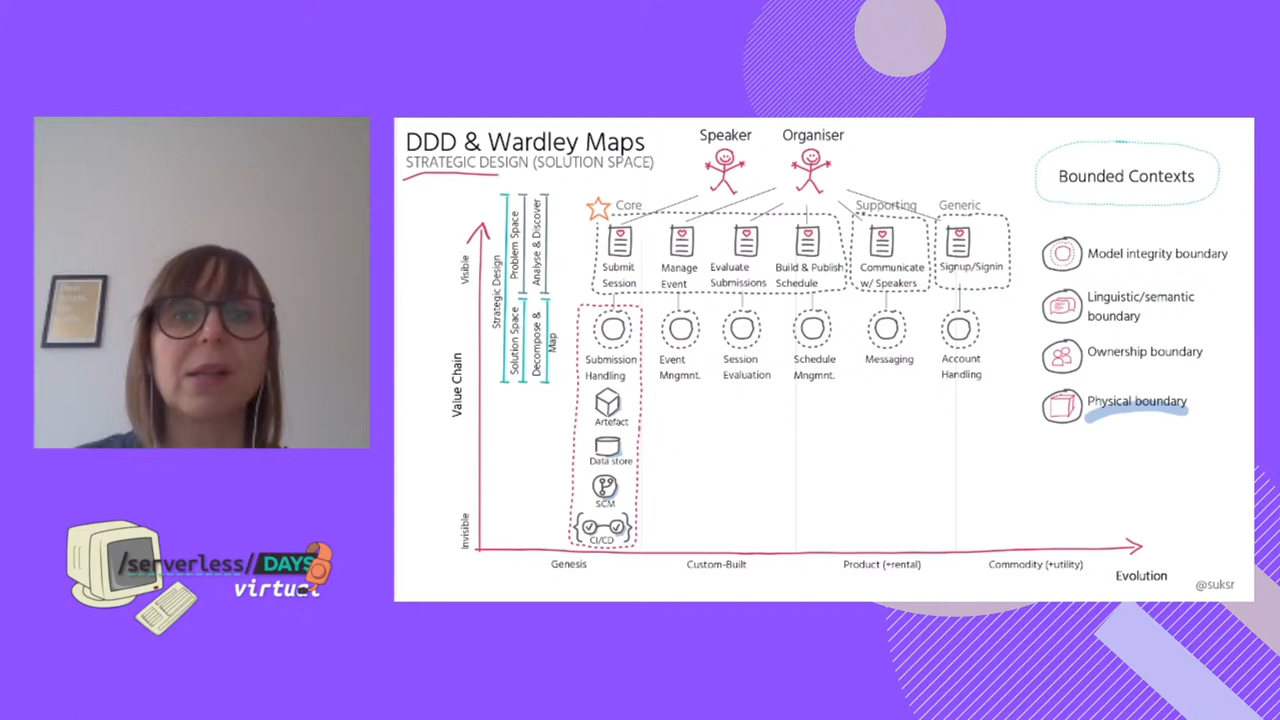 DDD & Wardley Maps
STRATEGIC DESIGN (SOLUTION SPACE)
Speaker
Organiser
Bounded Contexts
Core
Supporting
Generic
Submit
Session
Manage
Event
Evaluate
Submissions
Build & Publish
Schedule
Communicate
w/ Speakers
Signup/Signin
Strategic Design
Problem Space
Analyse & Discover
Solution Space
Decompose &
Map
Value Chain
Visible
Invisible
Submission
Handling
Event
Mngmnt.
Session
Evaluation
Schedule
Mngmnt.
Messaging
Account
Handling
Artefact
Data store
SCM
CI/CD
Model integrity boundary
Linguistic/semantic
boundary
Ownership boundary
Physical boundary
Genesis
Custom-Built
Product (+rental)
Commodity (+utility)
Evolution
@suksr
/serverless/DAYS
virtual